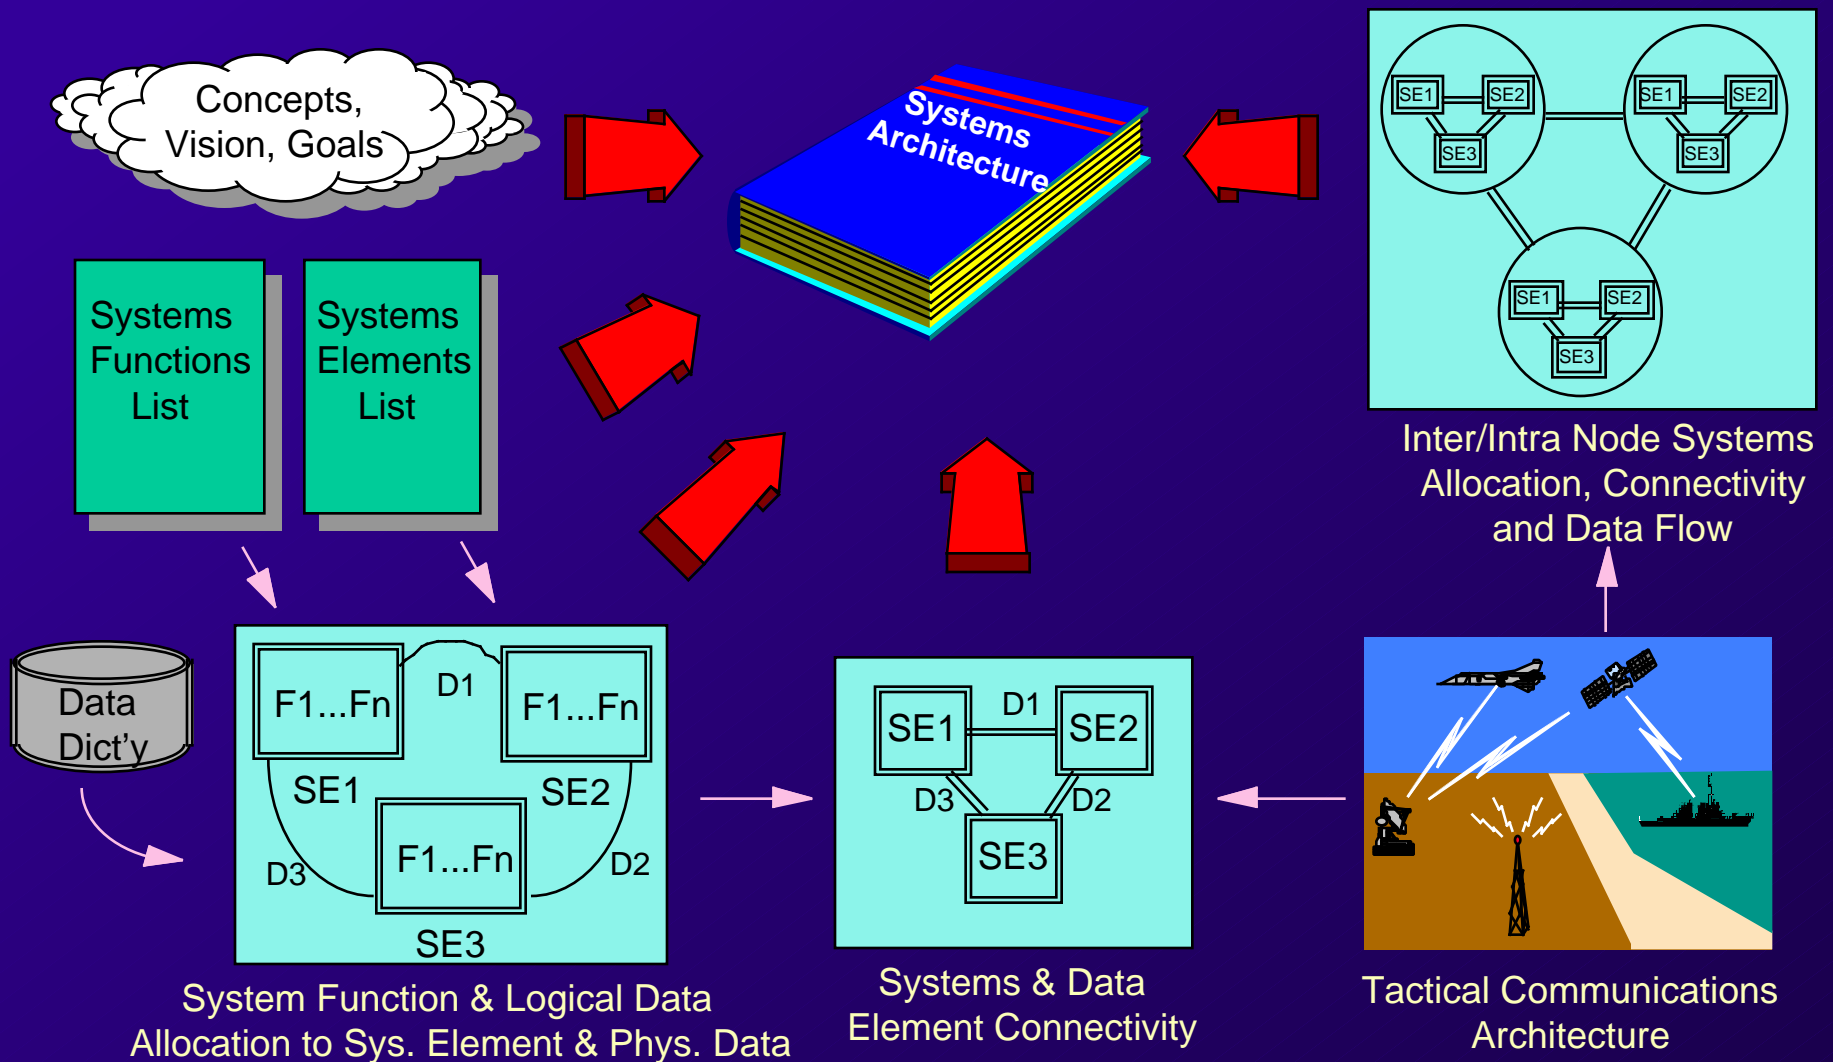 Concepts,
Vision, Goals
Systems
Architecture
SE1
SE2
SE3
SE1
SE2
SE3
SE1
SE2
SE3
Inter/Intra Node Systems
Allocation, Connectivity
and Data Flow
Systems
Functions
List
Systems
Elements
List
Data
Dict'y
F1...Fn
D1
F1...Fn
SE1
SE2
F1...Fn
D3
D2
SE3
System Function & Logical Data
Allocation to Sys. Element & Phys. Data
SE1
D1
SE2
D3
D2
SE3
Systems & Data
Element Connectivity
Tactical Communications
Architecture